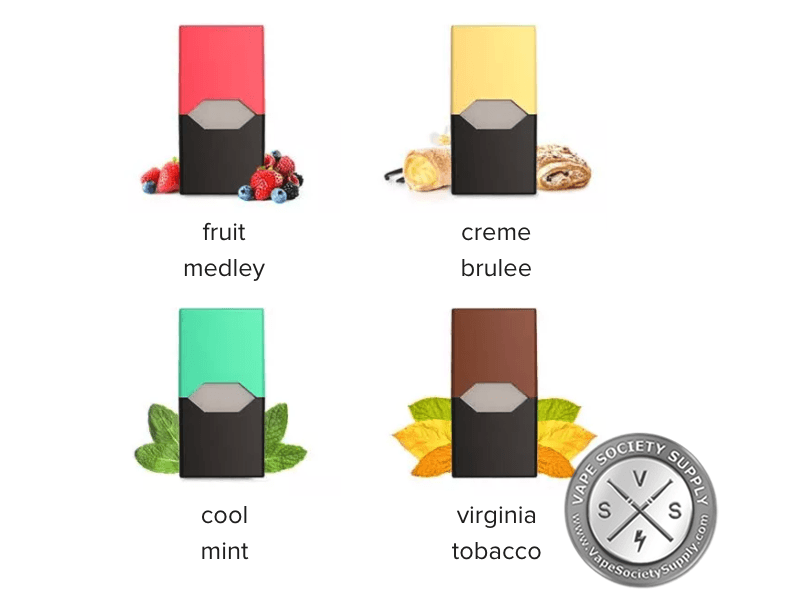 fruit
medley
creme
brulee
cool
mint
virginia
tobacco
VAPE SOCIETY SUPPLY
V
S S
www.VapeSocietySupply.com